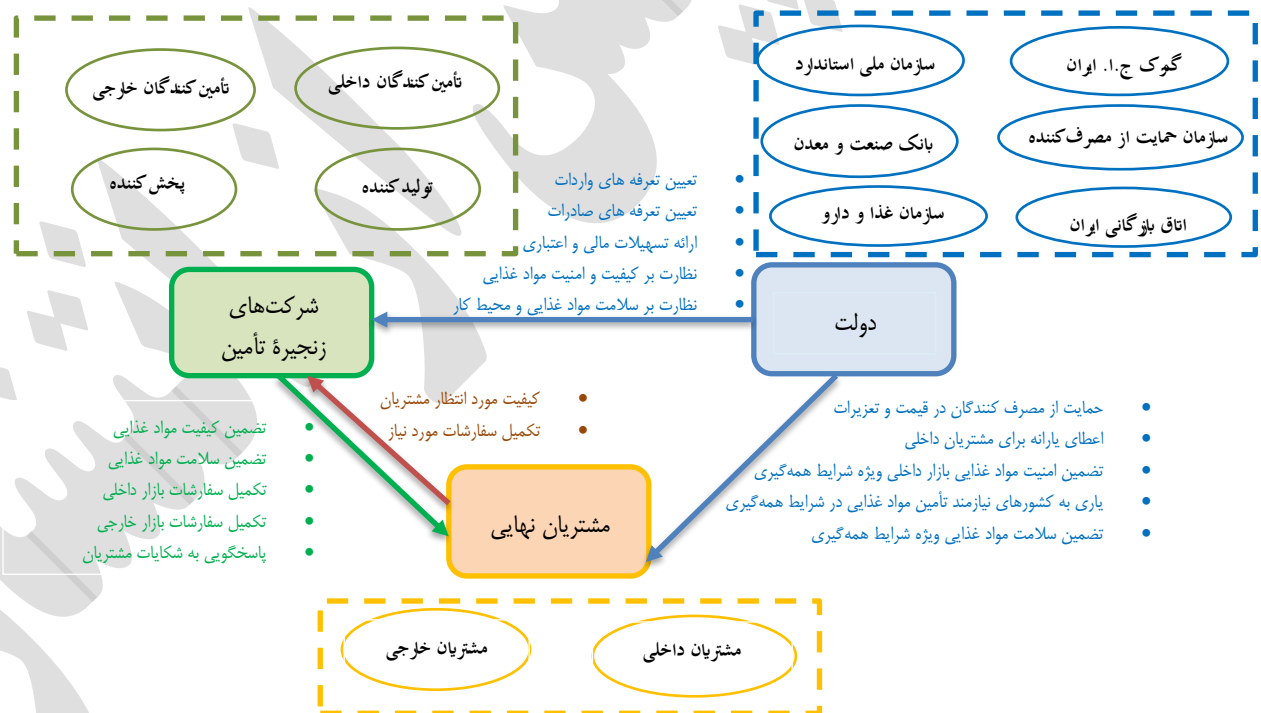 گمرک ج.ا. ایران
سازمان ملی استاندارد
سازمان حمایت از مصرف‌کننده
بانک صنعت و معدن
اتاق بازرگانی ایران
سازمان غذا و دارو
تأمین‌کنندگان داخلی
تأمین‌کنندگان خارجی
تولیدکننده
پخش‌کننده
• تعیین تعرفه های واردات
• تعیین تعرفه های صادرات
• ارائه تسهیلات مالی و اعتباری
• نظارت بر کیفیت و امنیت مواد غذایی
• نظارت بر سلامت مواد غذایی و محیط کار
دولت
شرکت‌های
زنجیرۀ تأمین
• کیفیت مورد انتظار مشتریان
• تکمیل سفارشات مورد نیاز
• حمایت از مصرف کنندگان در قیمت و تعزیرات
• اعطای یارانه برای مشتریان داخلی
• تضمین امنیت مواد غذایی بازار داخلی ویژه شرایط همه‌گیری
• یاری به کشورهای نیازمند تأمین مواد غذایی در شرایط همه‌گیری
• تضمین سلامت مواد غذایی ویژه شرایط همه‌گیری
• تضمین کیفیت مواد غذایی
• تضمین سلامت مواد غذایی
• تکمیل سفارشات بازار داخلی
• تکمیل سفارشات بازار خارجی
• پاسخگویی به شکایات مشتریان
مشتریان نهایی
مشتریان داخلی
مشتریان خارجی